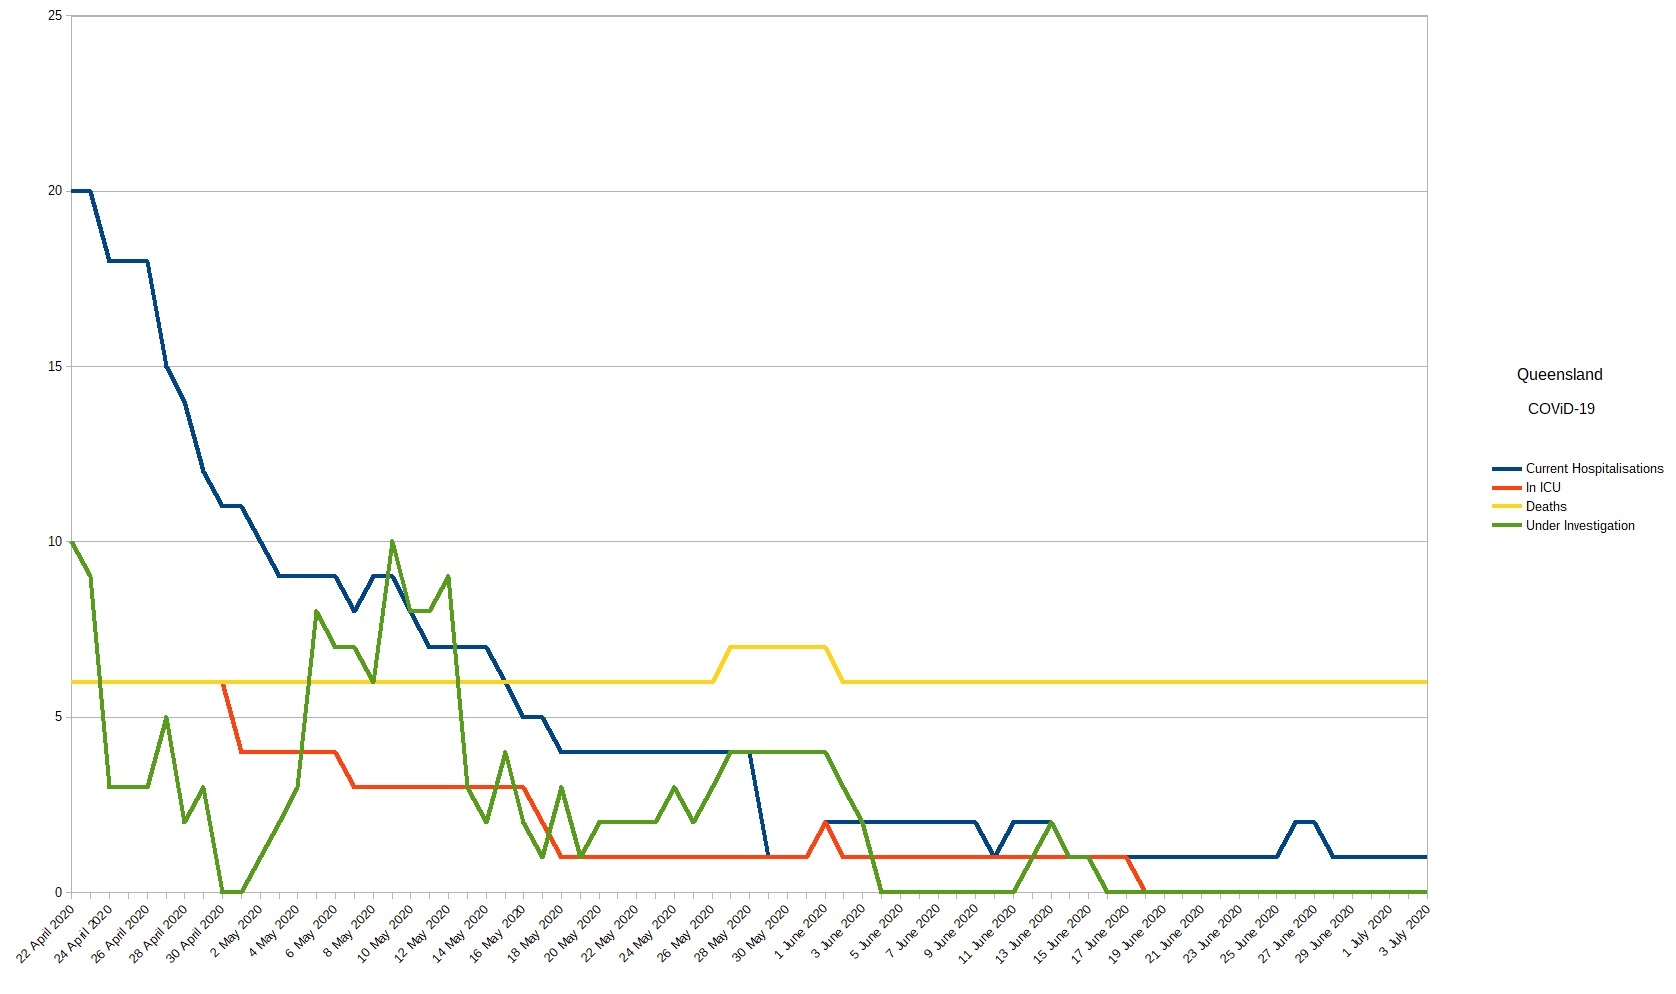 25
20
15
10
5
0
22 April 2020
24 April 2020
26 April 2020
28 April 2020
30 April 2020
2 May 2020
4 May 2020
6 May 2020
8 May 2020
10 May 2020
12 May 2020
14 May 2020
16 May 2020
18 May 2020
20 May 2020
22 May 2020
24 May 2020
26 May 2020
28 May 2020
30 May 2020
1 June 2020
3 June 2020
5 June 2020
7 June 2020
9 June 2020
11 June 2020
13 June 2020
15 June 2020
17 June 2020
19 June 2020
21 June 2020
23 June 2020
25 June 2020
27 June 2020
29 June 2020
1 July 2020
3 July 2020
Queensland
COViD-19
Current Hospitalisations
In ICU
Deaths
Under Investigation